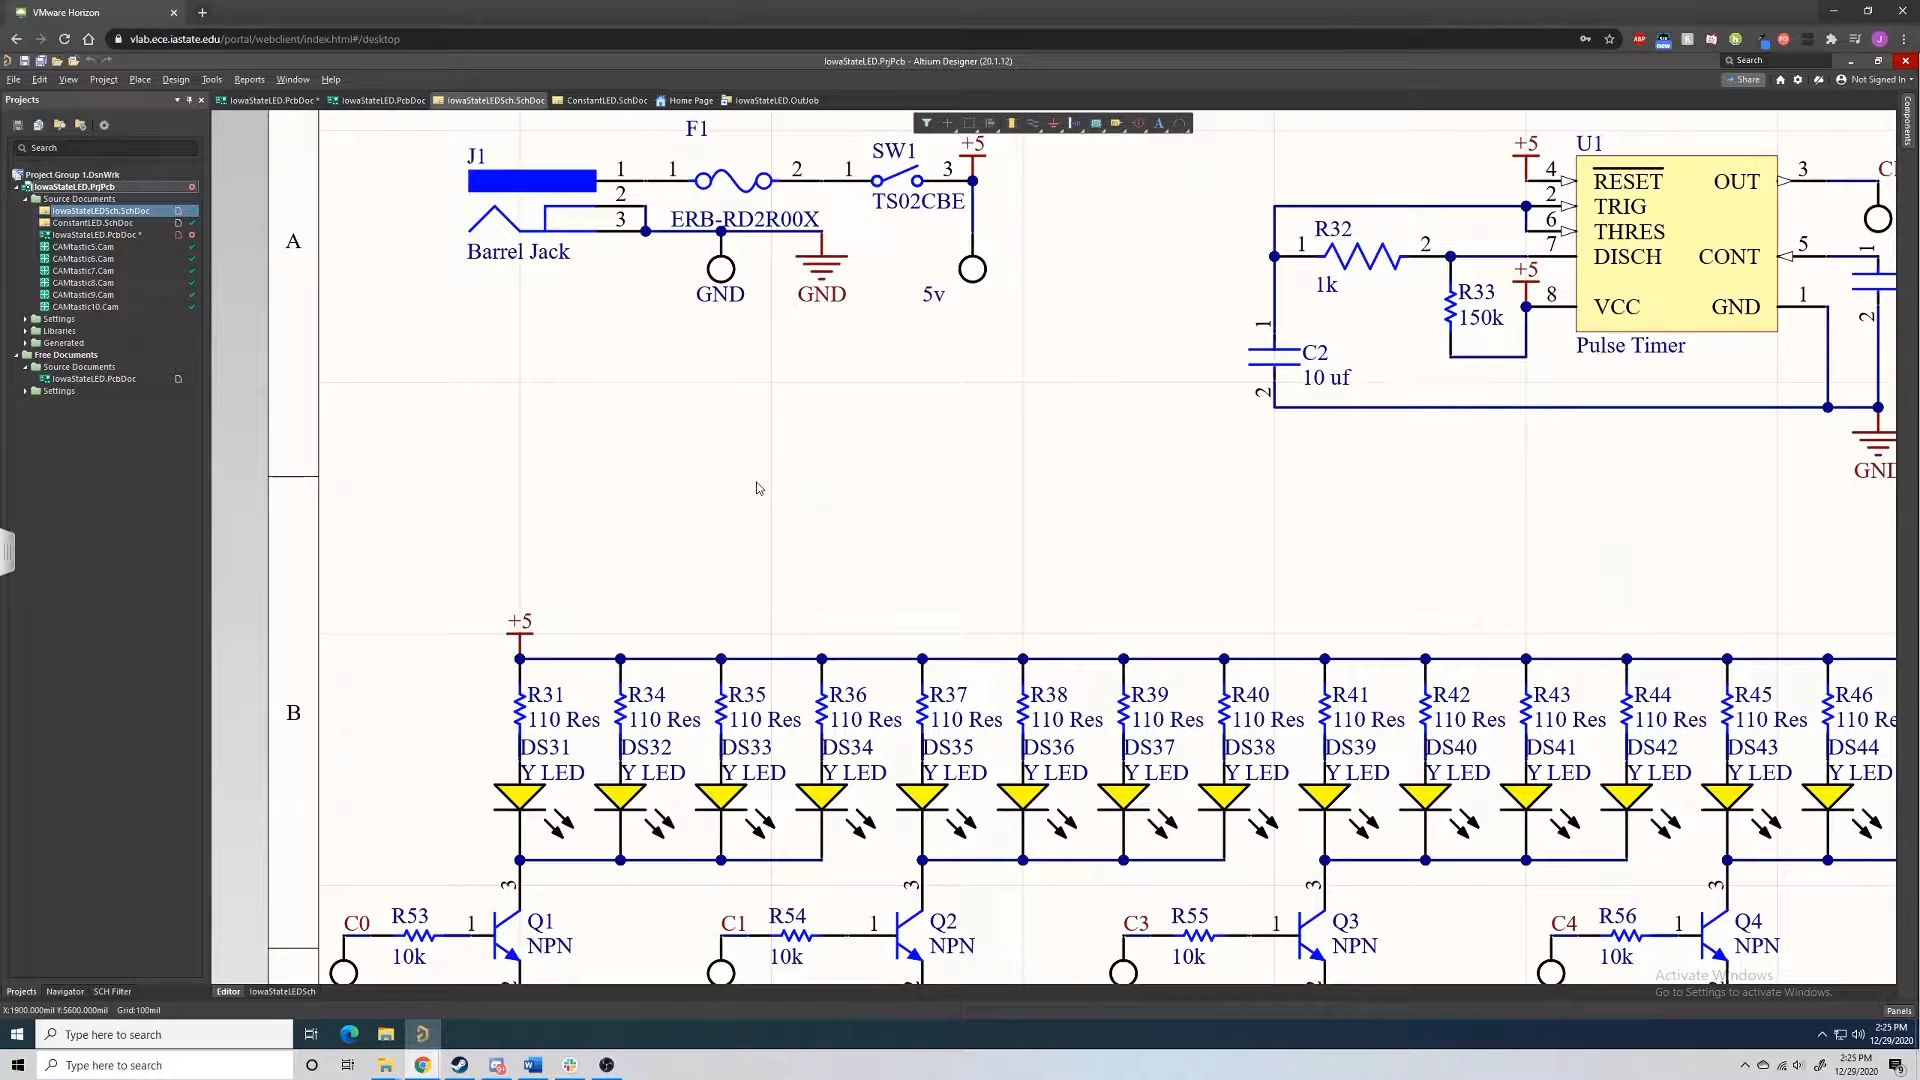 VMware Horizon
vlab.ece.iastate.edu/portal/webclient/index.html#/desktop
ABP
new
J
IowaStateLED.PrjPcb - Altium Designer (20.1.12)
Search
File Edit View Project Place Design Tools Reports Window Help
Share
Not Signed In
Projects
IowaStateLED.PcbDoc *
IowaStateLED.PcbDoc
IowaStateLEDSch.SchDoc
ConstantLED.SchDoc
Home Page
IowaStateLED.OutJob
Components
Search
Project Group 1.DsnWrk
IowaStateLED.PrjPcb
Source Documents
IowaStateLEDSch.SchDoc
ConstantLED.SchDoc
IowaStateLED.PcbDoc *
CAMtastic5.Cam
CAMtastic6.Cam
CAMtastic7.Cam
CAMtastic8.Cam
CAMtastic9.Cam
CAMtastic10.Cam
Settings
Libraries
Generated
Free Documents
Source Documents
IowaStateLED.PcbDoc
Settings
A
B
F1
J1
1
1
2
2
3
Barrel Jack
ERB-RD2R00X
SW1
1
3
TS02CBE
+5
GND
GND
5v
+5
U1
4
2
6
7
8
RESET
TRIG
THRES
DISCH
VCC
OUT
CONT
GND
3
5
1
Pulse Timer
R32
1
2
1k
+5
R33
150k
1
C2
10 uf
2
1
2
GND
+5
R31 R34 R35 R36 R37 R38 R39 R40 R41 R42 R43 R44 R45 R46
110 Res 110 Res 110 Res 110 Res 110 Res 110 Res 110 Res 110 Res 110 Res 110 Res 110 Res 110 Res 110 Res 110 Re
DS31 DS32 DS33 DS34 DS35 DS36 DS37 DS38 DS39 DS40 DS41 DS42 DS43 DS44
Y LED Y LED Y LED Y LED Y LED Y LED Y LED Y LED Y LED Y LED Y LED Y LED Y LED Y LED
3 3 3 3
C0 R53 1 Q1 C1 R54 1 Q2 C3 R55 1 Q3 C4 R56 1 Q4
10k NPN 10k NPN 10k NPN 10k NPN
Activate Windows
Go to Settings to activate Windows.
Projects Navigator SCH Filter
Editor IowaStateLEDSch
X:1900.000mil Y:5600.000mil Grid:100mil
Panels
Type here to search
2:25 PM
12/29/2020
Type here to search
2:25 PM
12/29/2020